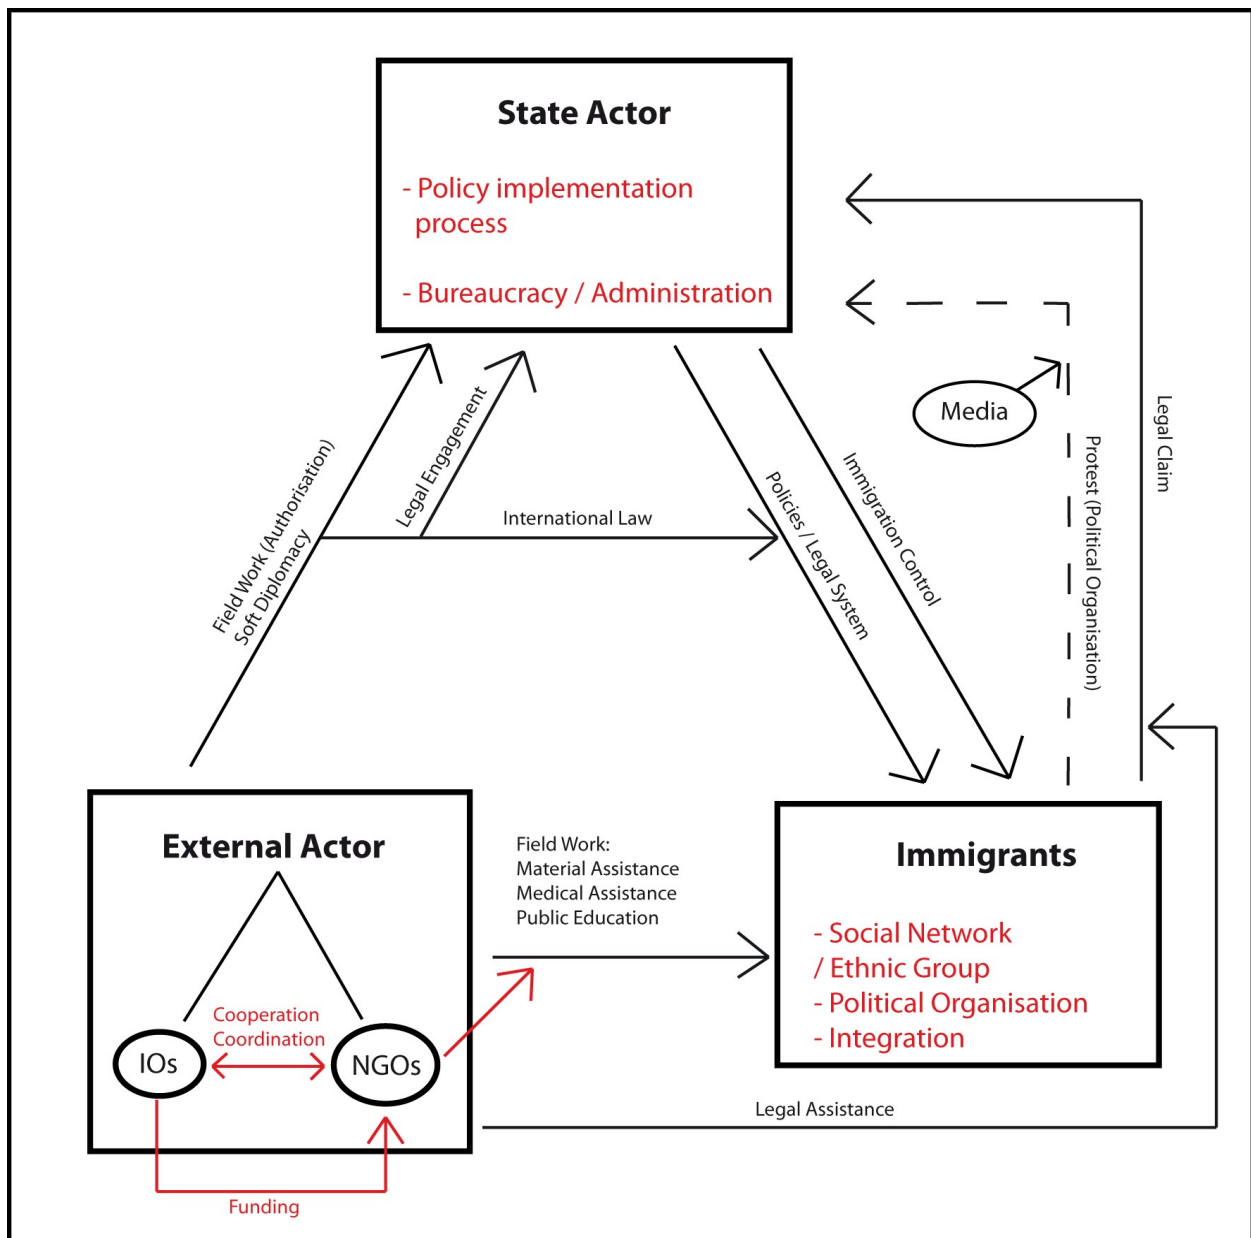 State Actor
- Policy implementation
process
- Bureaucracy / Administration
Media
Legal Claim
Protest (Political Organisation)
Immigration Control
Policies / Legal System
Legal Engagement
International Law
Field Work (Authorisation)
Soft Diplomacy
External Actor
Cooperation
Coordination
IOs
NGOs
Funding
Field Work:
Material Assistance
Medical Assistance
Public Education
Immigrants
- Social Network
/ Ethnic Group
- Political Organisation
- Integration
Legal Assistance